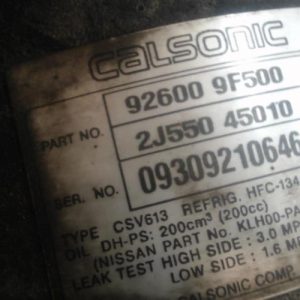 CALSONIC
92600 9F500
PART NO. 2J550 45010
SER. NO. 09309210646
TYPE CSV613 REFRIG. HFC-134
OIL DH-PS: 200cm³ (200cc)
(NISSAN PART No. KLH00-PA
LEAK TEST HIGH SIDE: 3.0 MP
LOW SIDE: 1.6 M
CALSONIC COMP